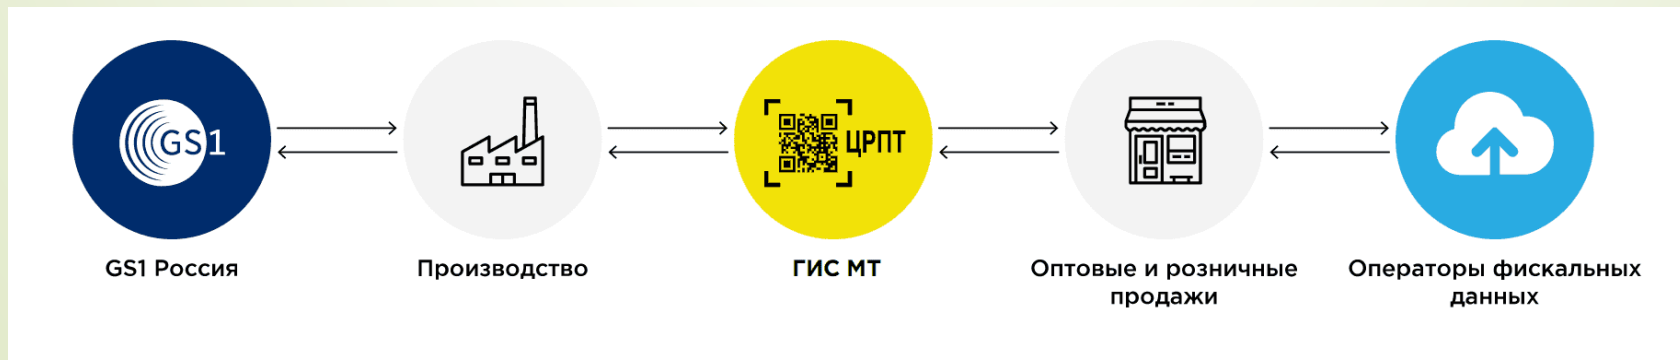 GS1
ЦРПТ
GS1 Россия
Производство
ГИС МТ
Оптовые и розничные
продажи
Операторы фискальных
данных